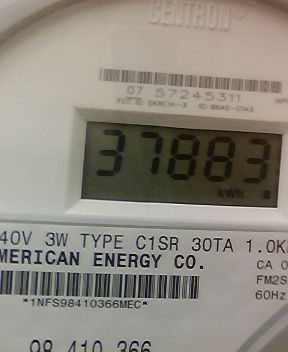 CENTRON®
07 57245311
37883
kWh
40V 3W TYPE C1SR 30TA 1.0K
MERICAN ENERGY CO.
CA 0
FM2S
60Hz
*1NFS98410366MEC*
98 410 366